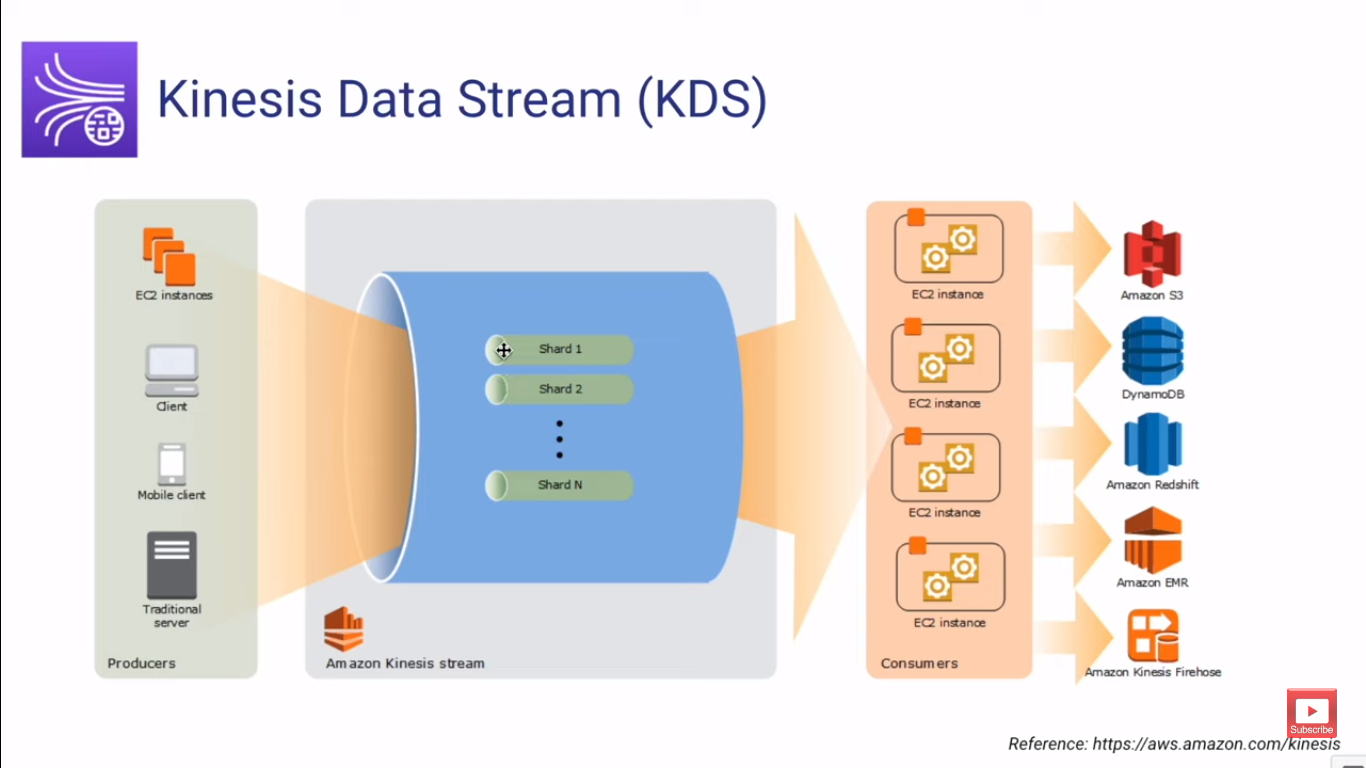 Kinesis Data Stream (KDS)
EC2 instances
Client
Mobile client
Traditional
server
Producers
Shard 1
Shard 2
Shard N
Amazon Kinesis stream
EC2 instance
EC2 instance
EC2 instance
EC2 instance
Consumers
Amazon S3
DynamoDB
Amazon Redshift
Amazon EMR
Amazon Kinesis Firehose
Subscribe
Reference: https://aws.amazon.com/kinesis